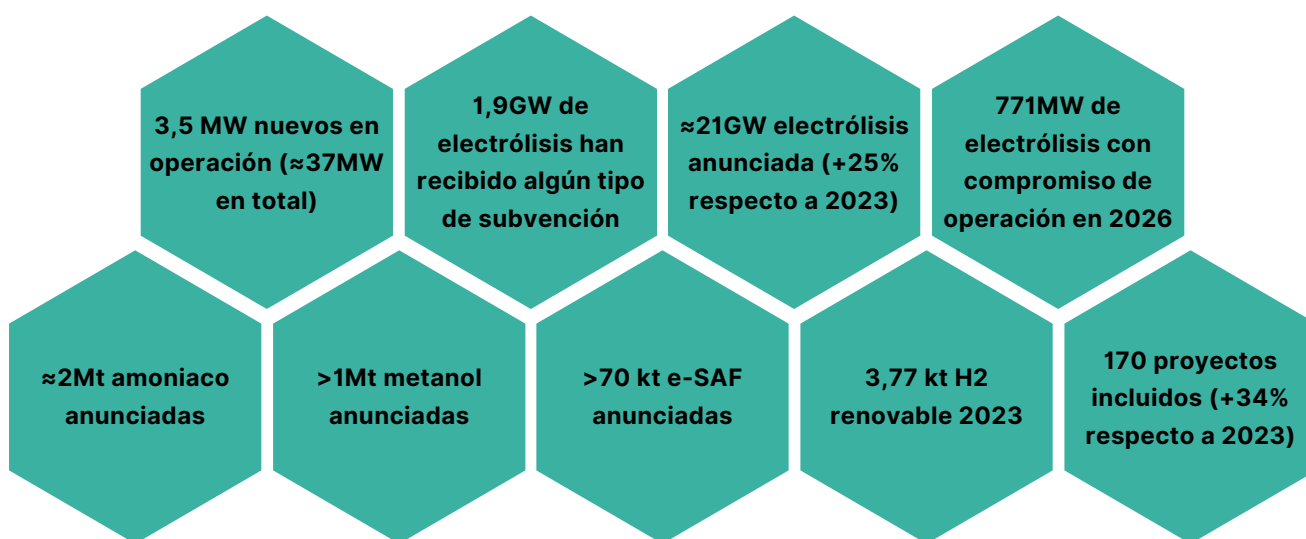 3,5 MW nuevos en
operación (≈37MW
en total)
1,9GW de
electrólisis han
recibido algún tipo
de subvención
≈21GW electrólisis
anunciada (+25%
respecto a 2023)
771MW de
electrólisis con
compromiso de
operación en 2026
≈2Mt amoniaco
anunciadas
>1Mt metanol
anunciadas
>70 kt e-SAF
anunciadas
3,77 kt H2
renovable 2023
170 proyectos
incluidos (+34%
respecto a 2023)